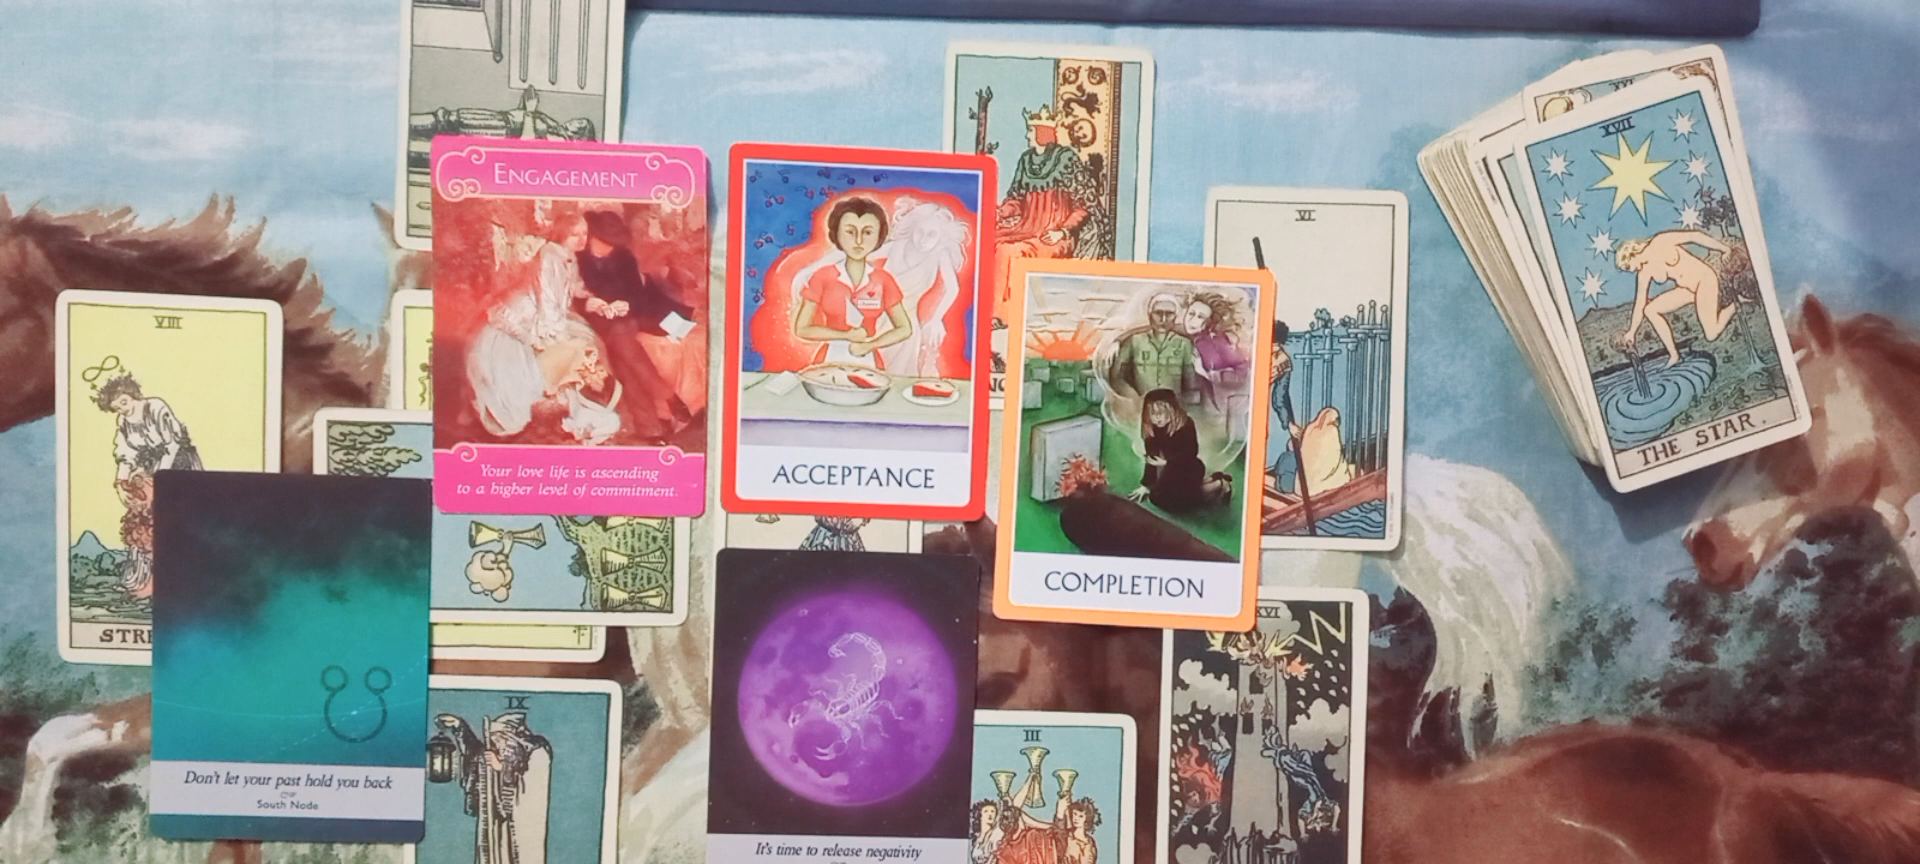 ENGAGEMENT
Your love life is ascending
to a higher level of commitment.
ACCEPTANCE
COMPLETION
VI
XVII
THE STAR.
VIII
STRE
Don't let your past hold you back
South Node
IX
It's time to release negativity
III
XVI